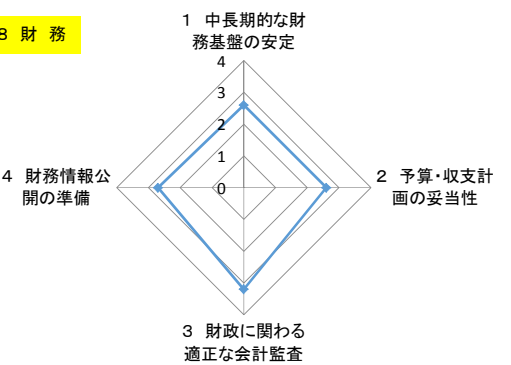 8 財 務
1 中長期的な財
務基盤の安定
4
3
2
1
0
2 予算・収支計
画の妥当性
3 財政に関わる
適正な会計監査
4 財務情報公
開の準備